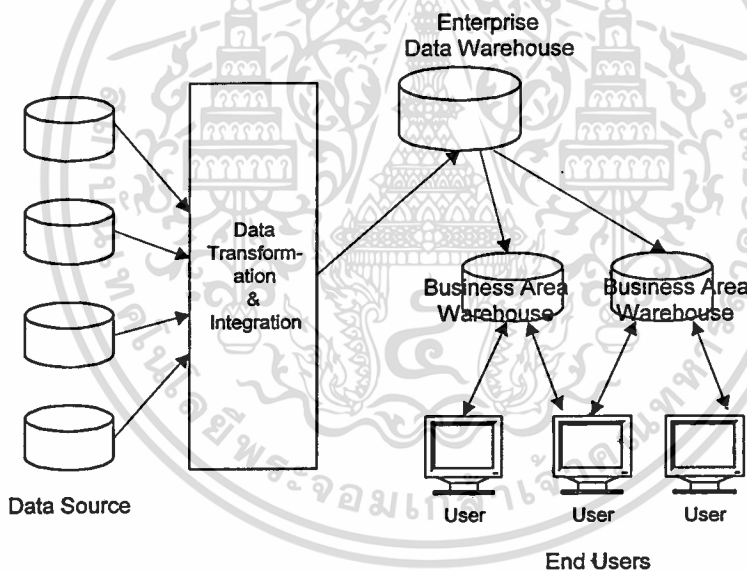 Enterprise
Data Warehouse
Data
Transform-
ation
&
Integration
Business Area
Warehouse
Business Area
Warehouse
Data Source
User
User
User
End Users